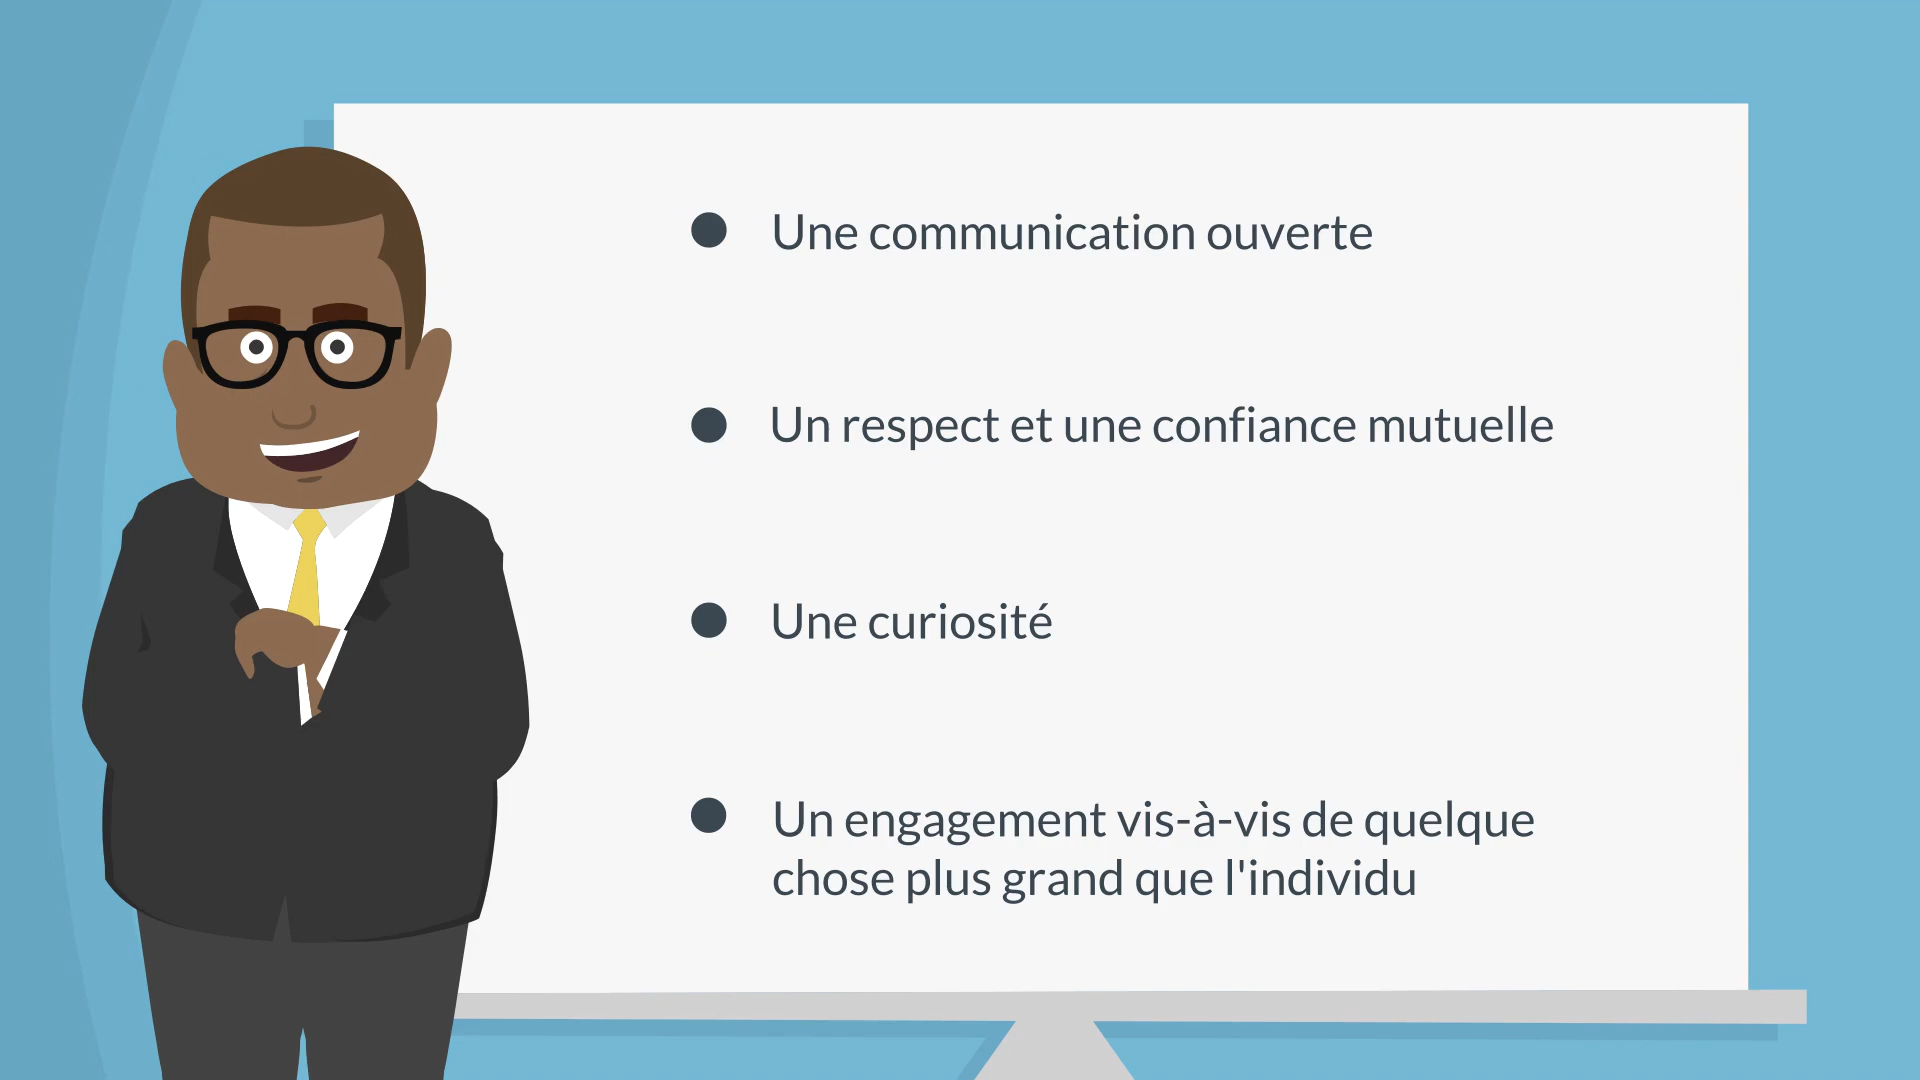 Une communication ouverte
Un respect et une confiance mutuelle
Une curiosité
Un engagement vis-à-vis de quelque
chose plus grand que l'individu